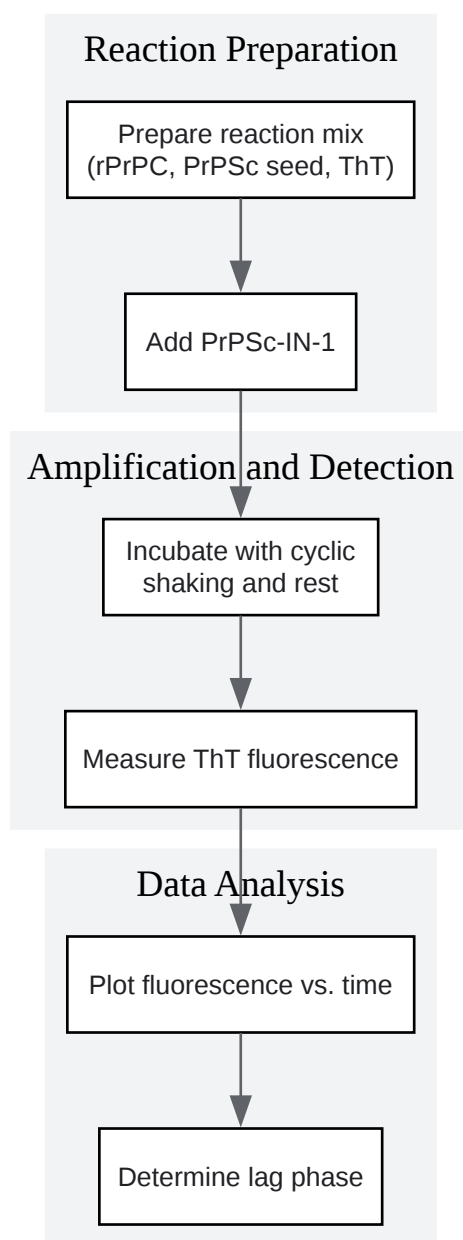 Reaction Preparation
Prepare reaction mix
(rPrPC, PrPSc seed, ThT)
Add PrPSc-IN-1
Amplification and Detection
Incubate with cyclic
shaking and rest
Measure ThT fluorescence
Data Analysis
Plot fluorescence vs. time
Determine lag phase